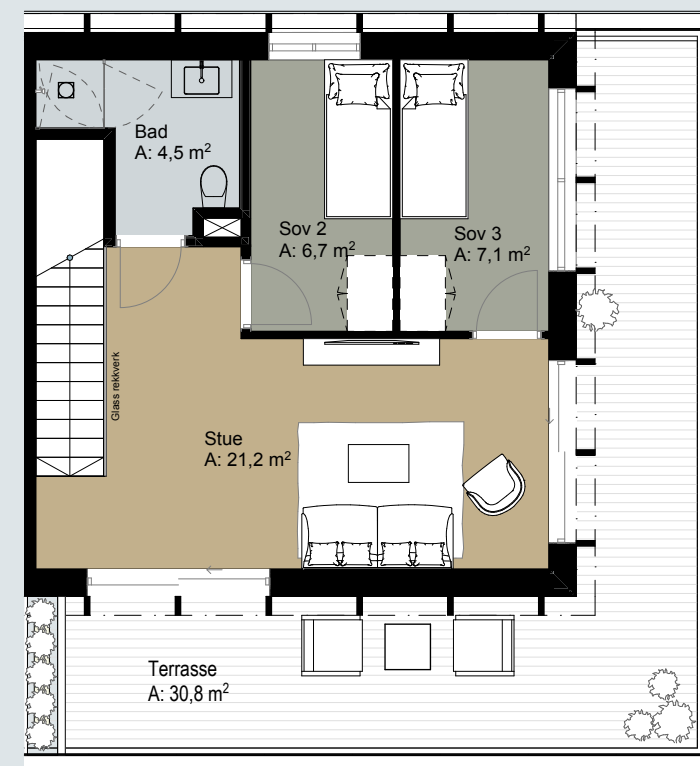 Bad
A: 4,5 m²
Sov 2
A: 6,7 m²
Sov 3
A: 7,1 m²
Glass rekkverk
Stue
A: 21,2 m²
Terrasse
A: 30,8 m²